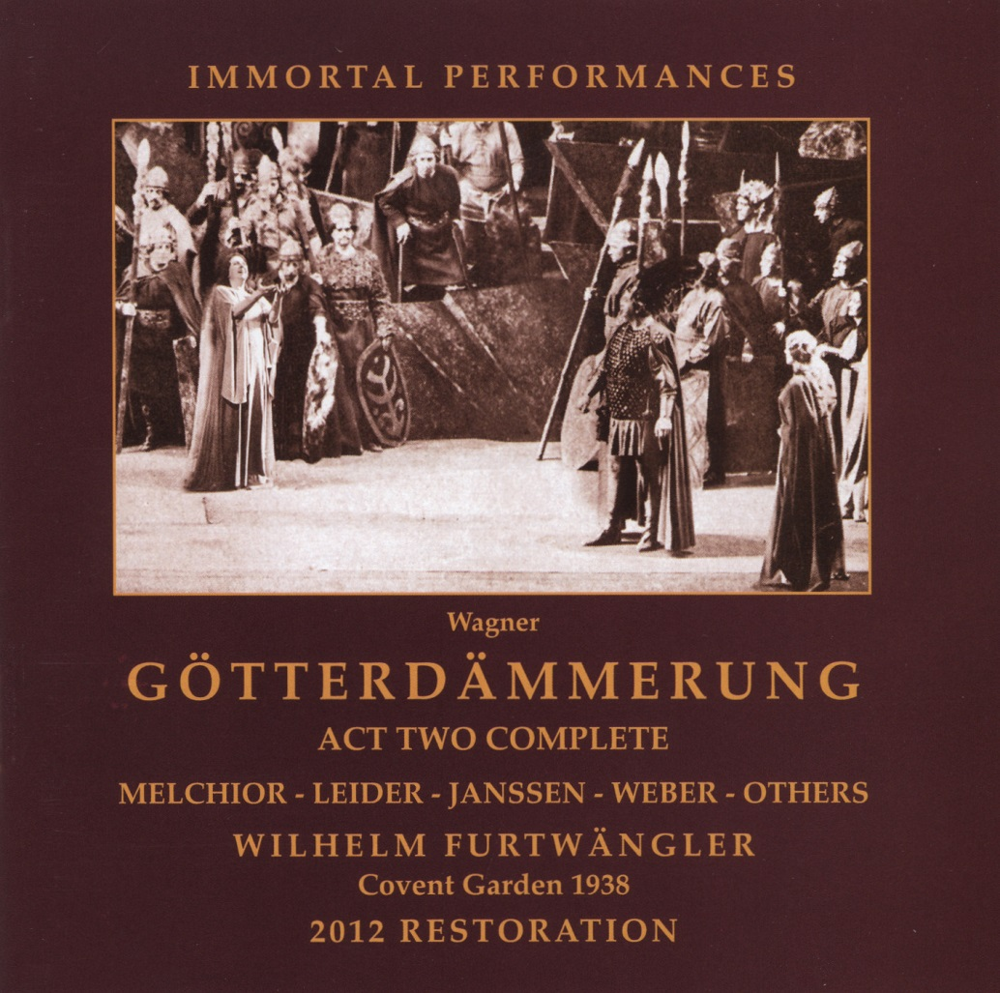 IMMORTAL PERFORMANCES
Wagner
GÖTTERDÄMMERUNG
ACT TWO COMPLETE
MELCHIOR - LEIDER - JANSSEN - WEBER - OTHERS
WILHELM FURTWÄNGLER
Covent Garden 1938
2012 RESTORATION